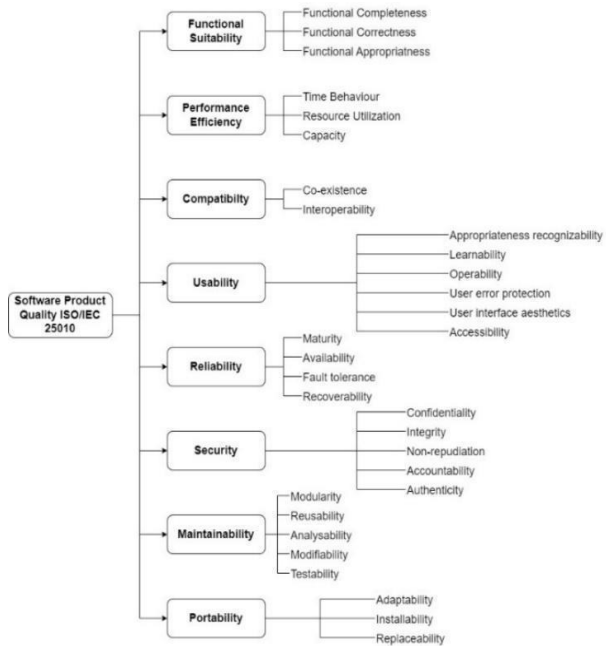 Software Product
Quality ISO/IEC
25010
Functional
Suitability
Functional Completeness
Functional Correctness
Functional Appropriatness
Performance
Efficiency
Time Behaviour
Resource Utilization
Capacity
Compatibilty
Co-existence
Interoperability
Usability
Appropriateness recognizability
Learnability
Operability
User error protection
User interface aesthetics
Accessibility
Reliability
Maturity
Availability
Fault tolerance
Recoverability
Security
Confidentiality
Integrity
Non-repudiation
Accountability
Authenticity
Maintainability
Modularity
Reusability
Analysability
Modifiability
Testability
Portability
Adaptability
Installability
Replaceability